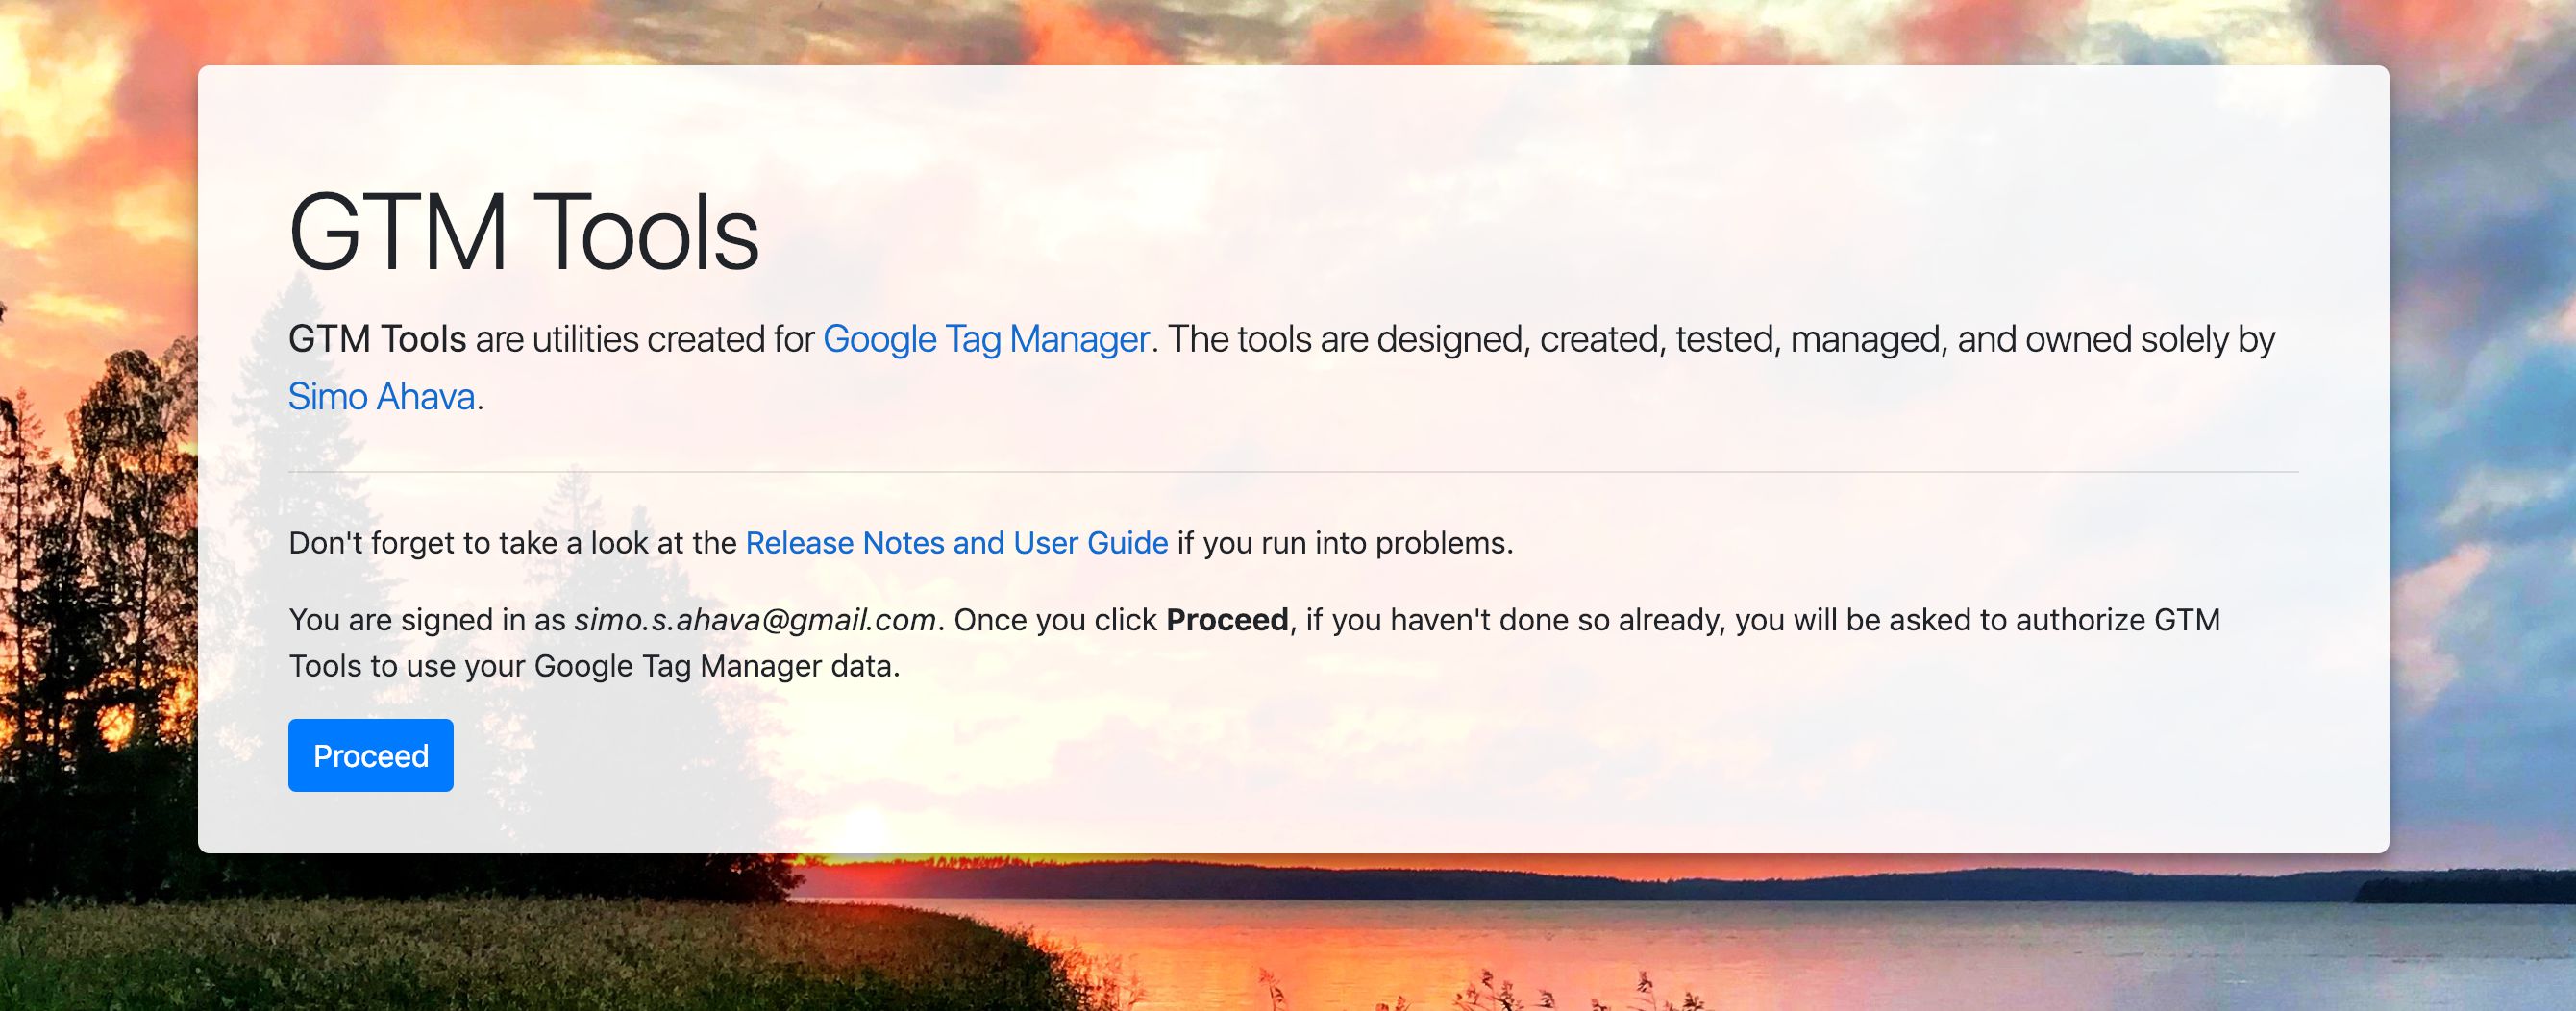 GTM Tools
GTM Tools are utilities created for Google Tag Manager. The tools are designed, created, tested, managed, and owned solely by
Simo Ahava.
Don't forget to take a look at the Release Notes and User Guide if you run into problems.
You are signed in as simo.s.ahava@gmail.com. Once you click Proceed, if you haven't done so already, you will be asked to authorize GTM
Tools to use your Google Tag Manager data.
Proceed